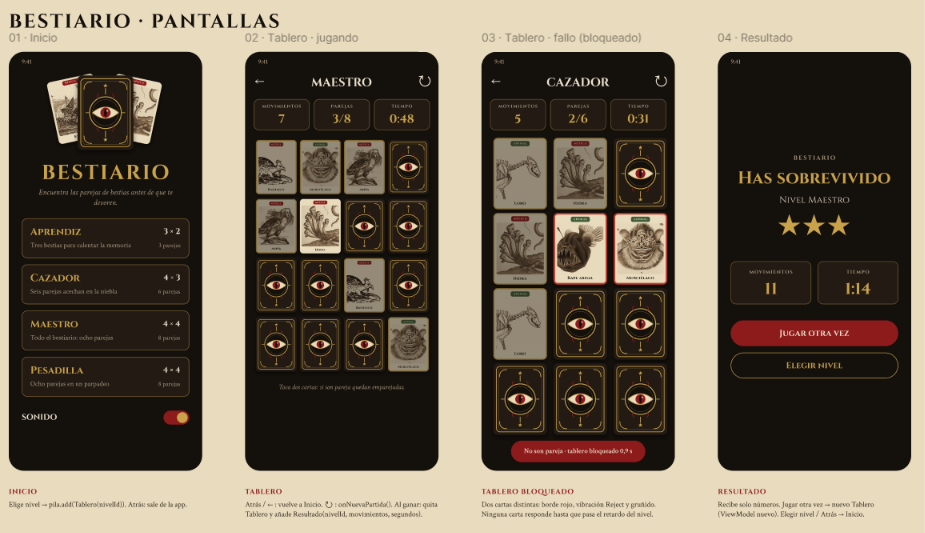 BESTIARIO · PANTALLAS
01 · Inicio
9:41
BESTIARIO
Encuentra las parejas de bestias antes de que te
devoren.
APRENDIZ 3 × 2
Tres bestias para calentar la memoria 3 parejas
CAZADOR 4 × 3
Seis parejas acechan en la niebla 6 parejas
MAESTRO 4 × 4
Todo el bestiario: ocho parejas 8 parejas
PESADILLA 4 × 4
Ocho parejas en un parpadeo 8 parejas
SONIDO
INICIO
Elige nivel → pila.add(Tablero(nivelId)). Atrás: sale de la app.
02 · Tablero · jugando
9:41
← MAESTRO ↻
MOVIMIENTOS PAREJAS TIEMPO
7 3/8 0:48
HIDRA
Toca dos cartas: si son pareja quedan emparejadas.
TABLERO
Atrás / ← : vuelve a Inicio. ↻ : onNuevaPartida(). Al ganar: quita
Tablero y añade Resultado(nivelId, movimientos, segundos).
03 · Tablero · fallo (bloqueado)
9:41
← CAZADOR ↻
MOVIMIENTOS PAREJAS TIEMPO
5 2/6 0:31
HIDRA
HIDRA RAPE ABISAL
No son pareja · tablero bloqueado 0,9 s
TABLERO BLOQUEADO
Dos cartas distintas: borde rojo, vibración Reject y gruñido.
Ninguna carta responde hasta que pase el retardo del nivel.
04 · Resultado
9:41
BESTIARIO
HAS SOBREVIVIDO
NIVEL MAESTRO
★★★
MOVIMIENTOS TIEMPO
11 1:14
JUGAR OTRA VEZ
ELEGIR NIVEL
RESULTADO
Recibe solo números. Jugar otra vez → nuevo Tablero
(ViewModel nuevo). Elegir nivel / Atrás → Inicio.